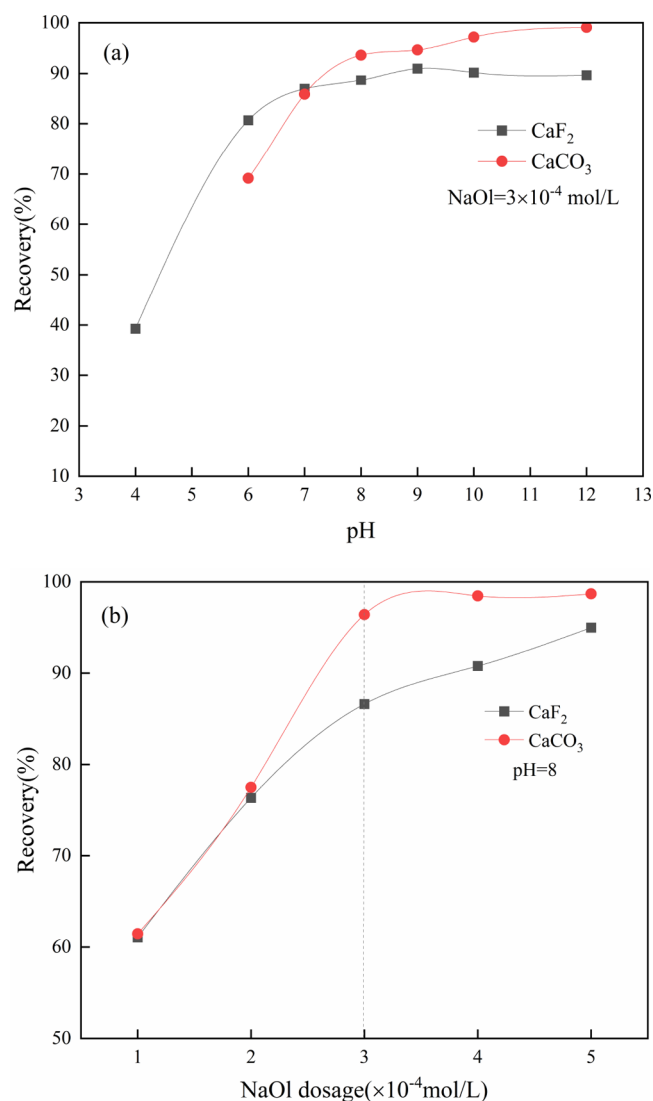 (a)
Recovery(%)
100
90
80
70
60
50
40
30
20
10
CaF₂
CaCO₃
NaOl=3×10⁻⁴ mol/L
3 4 5 6 7 8 9 10 11 12 13
pH
(b)
Recovery(%)
100
90
80
70
60
50
CaF₂
CaCO₃
pH=8
1 2 3 4 5
NaOl dosage(×10⁻⁴mol/L)